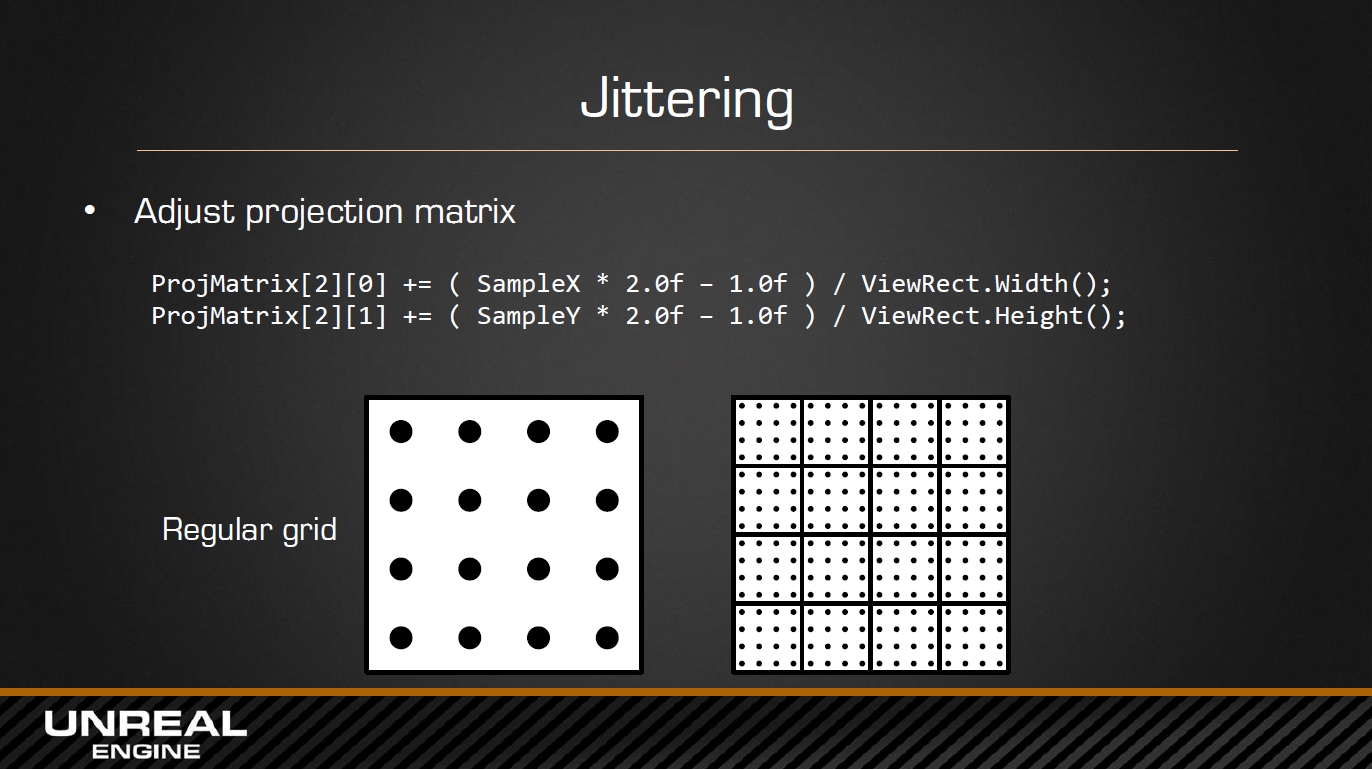 Jittering
• Adjust projection matrix
ProjMatrix[2][0] += ( SampleX * 2.0f – 1.0f ) / ViewRect.Width();
ProjMatrix[2][1] += ( SampleY * 2.0f – 1.0f ) / ViewRect.Height();
Regular grid
UNREAL
ENGINE